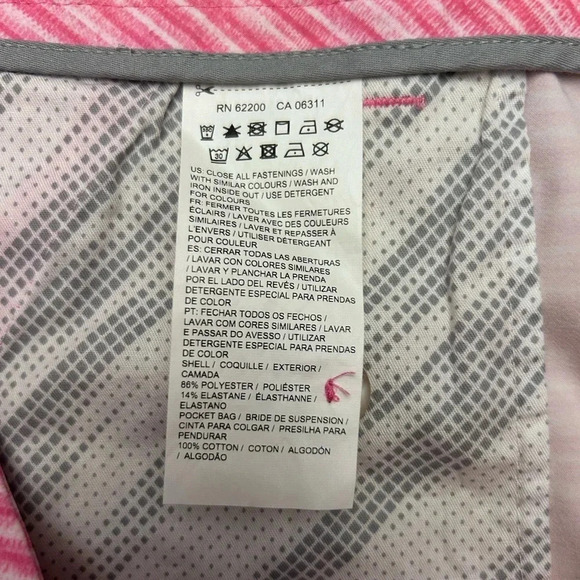 RN 62200 CA 06311
30
US: CLOSE ALL FASTENINGS / WASH
WITH SIMILAR COLOURS / WASH AND
IRON INSIDE OUT / USE DETERGENT
FOR COLOURS
FR: FERMER TOUTES LES FERMETURES
ÉCLAIRS / LAVER AVEC DES COULEURS
SIMILAIRES / LAVER ET REPASSER À
L'ENVERS / UTILISER DÉTERGEANT
POUR COULEUR
ES: CERRAR TODAS LAS ABERTURAS
/ LAVAR CON COLORES SIMILARES
/ LAVAR Y PLANCHAR LA PRENDA
POR EL LADO DEL REVÉS / UTILIZAR
DETERGENTE ESPECIAL PARA PRENDAS
DE COLOR
PT: FECHAR TODOS OS FECHOS /
LAVAR COM CORES SIMILARES / LAVAR
E PASSAR DO AVESSO / UTILIZAR
DETERGENTE ESPECIAL PARA PRENDAS
DE COLOR
SHELL / COQUILLE / EXTERIOR /
CAMADA
86% POLYESTER / POLIÉSTER
14% ELASTANE / ÉLASTHANNE /
ELASTANO
POCKET BAG / BRIDE DE SUSPENSION /
CINTA PARA COLGAR / PRESILHA PARA
PENDURAR
100% COTTON / COTON / ALGODÓN
/ ALGODÃO